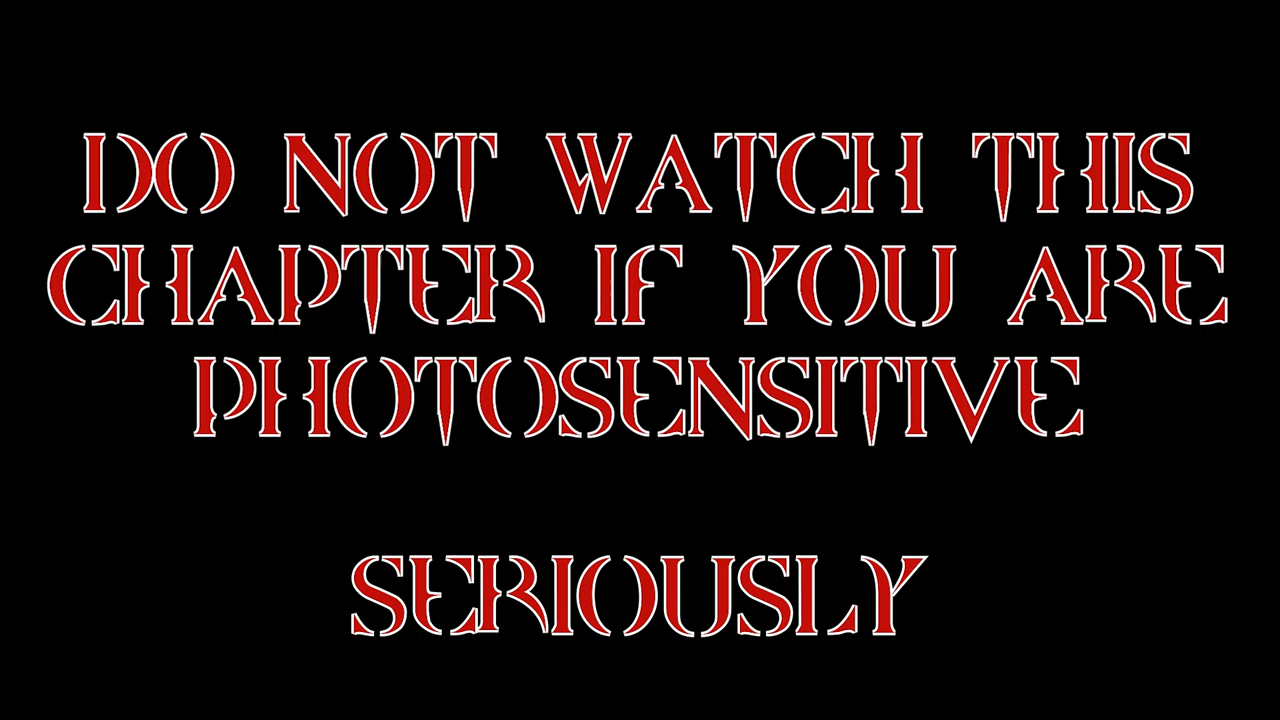 DO NOT WATCH THIS
CHAPTER IF YOU ARE
PHOTOSENSITIVE
SERIOUSLY